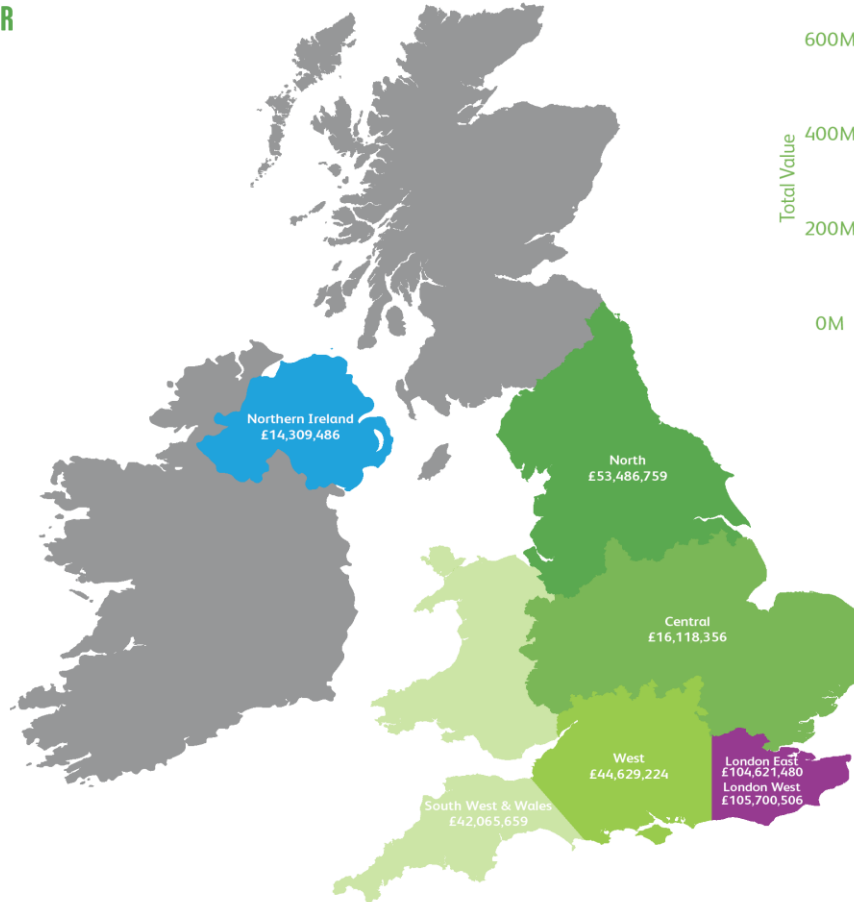 R
600M
400M
200M
0M
Total Value
Northern Ireland
£14,309,486
North
£53,486,759
Central
£16,118,356
West
£44,629,224
London East
£104,621,480
London West
£105,700,506
South West & Wales
£42,065,659